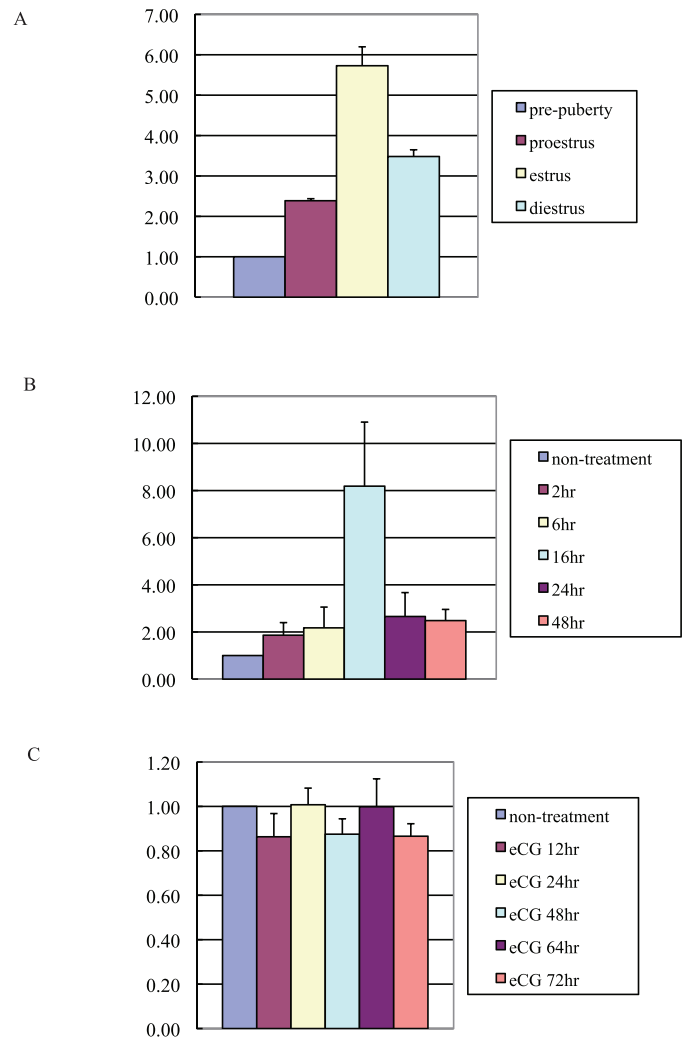 A
7.00
6.00
5.00
4.00
3.00
2.00
1.00
0.00
pre-puberty
proestrus
estrus
diestrus
B
12.00
10.00
8.00
6.00
4.00
2.00
0.00
non-treatment
2hr
6hr
16hr
24hr
48hr
C
1.20
1.00
0.80
0.60
0.40
0.20
0.00
non-treatment
eCG 12hr
eCG 24hr
eCG 48hr
eCG 64hr
eCG 72hr